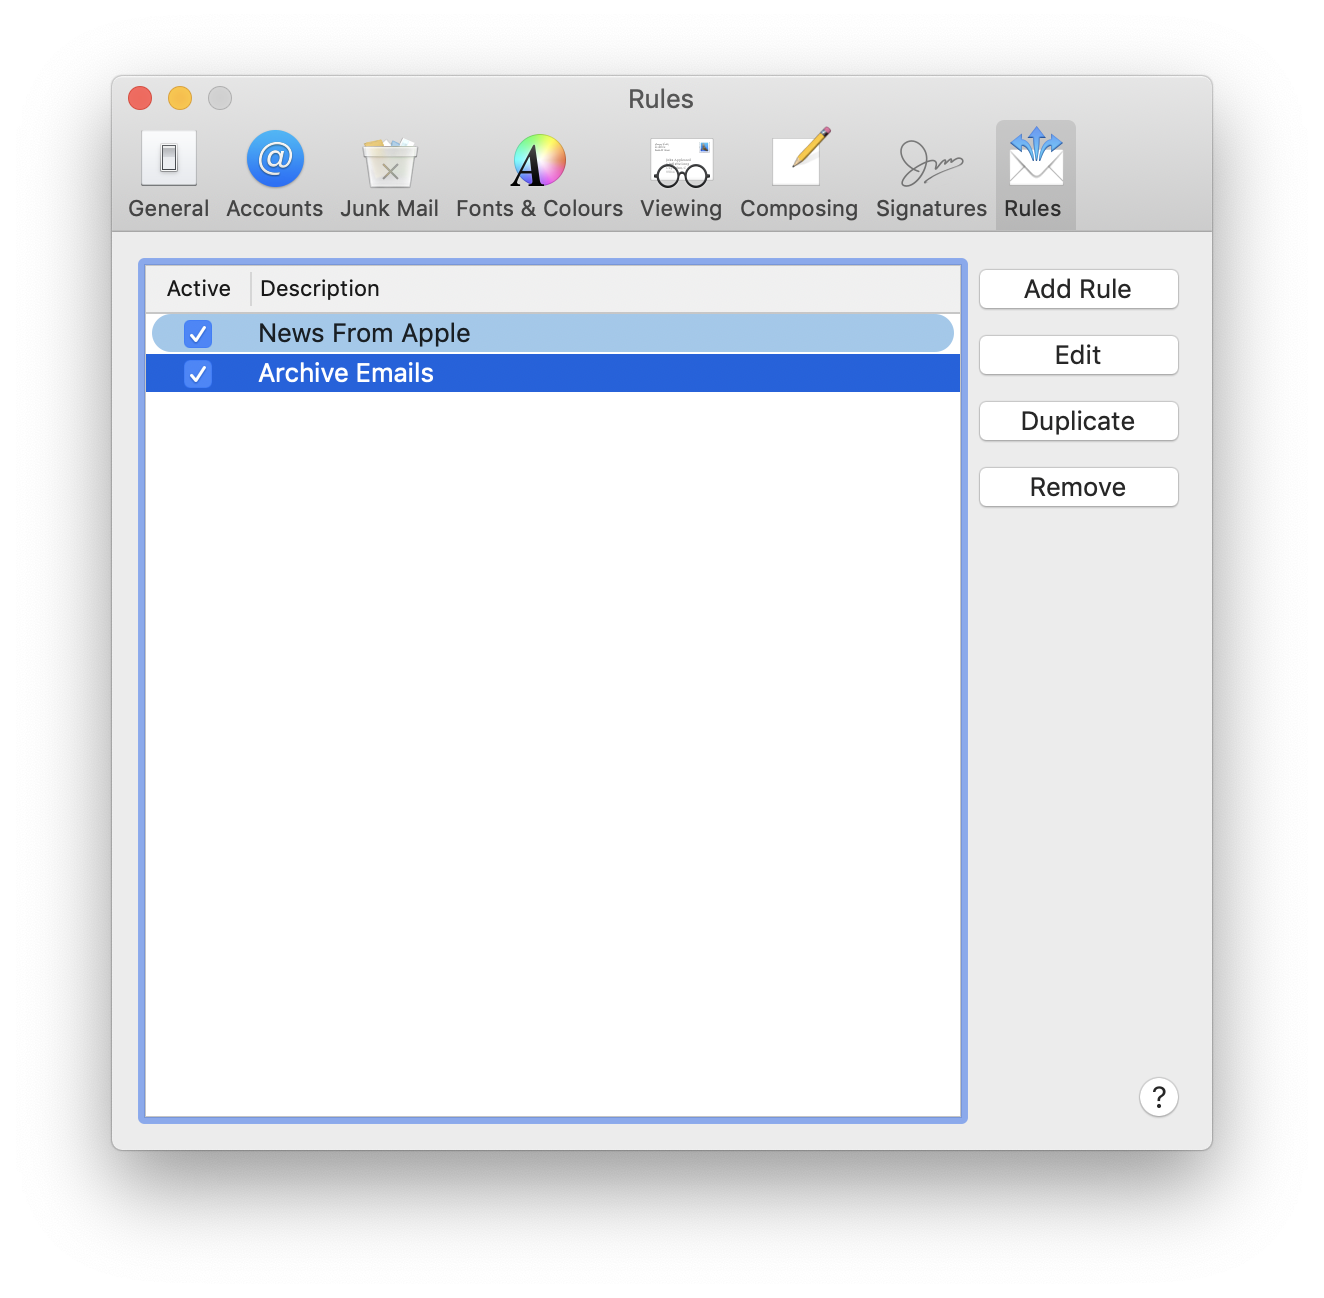 Rules
General Accounts Junk Mail Fonts & Colours Viewing Composing Signatures Rules
Active Description
News From Apple
Archive Emails
Add Rule
Edit
Duplicate
Remove
?